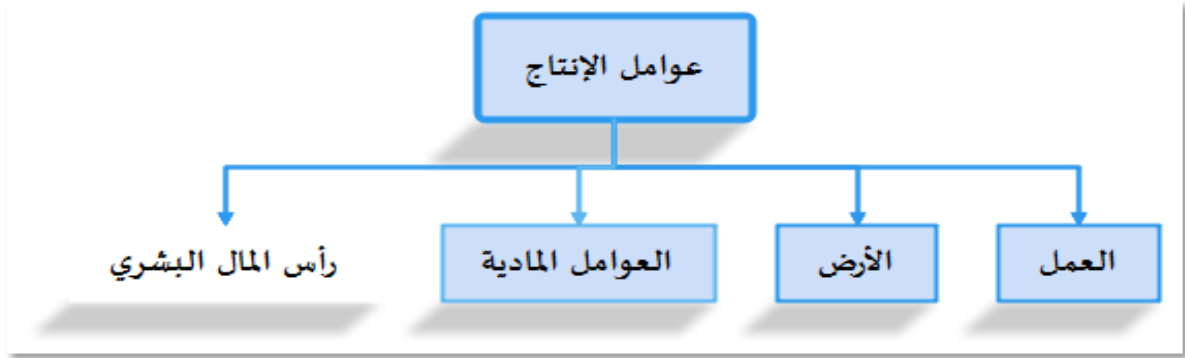 عوامل الإنتاج
العمل
الأرض
العوامل المادية
رأس المال البشري